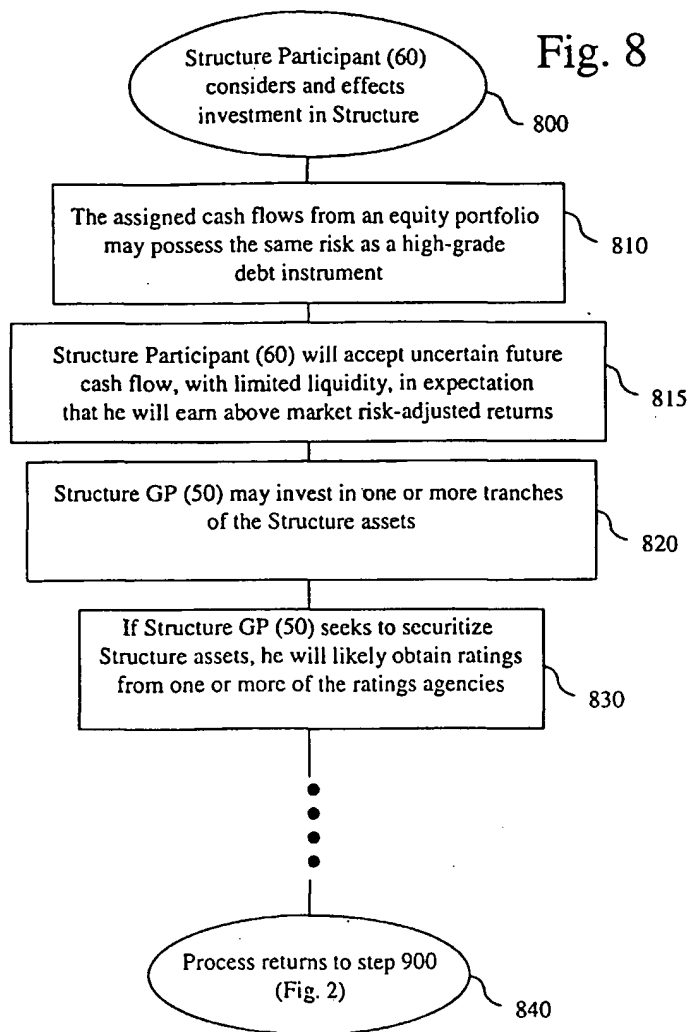 Fig. 8
Structure Participant (60)
considers and effects
investment in Structure
800
The assigned cash flows from an equity portfolio
may possess the same risk as a high-grade
debt instrument
810
Structure Participant (60) will accept uncertain future
cash flow, with limited liquidity, in expectation
that he will earn above market risk-adjusted returns
815
Structure GP (50) may invest in one or more tranches
of the Structure assets
820
If Structure GP (50) seeks to securitize
Structure assets, he will likely obtain ratings
from one or more of the ratings agencies
830
Process returns to step 900
(Fig. 2)
840